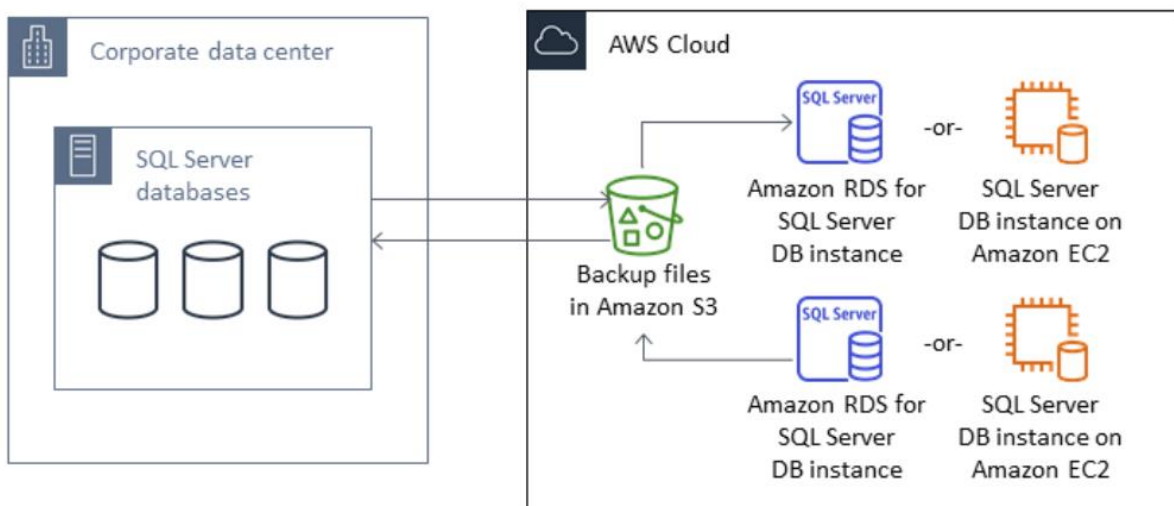 Corporate data center
SQL Server
databases
AWS Cloud
SQL Server
-or-
Amazon RDS for
SQL Server
DB instance
SQL Server
DB instance on
Amazon EC2
Backup files
in Amazon S3
SQL Server
-or-
Amazon RDS for
SQL Server
DB instance
SQL Server
DB instance on
Amazon EC2